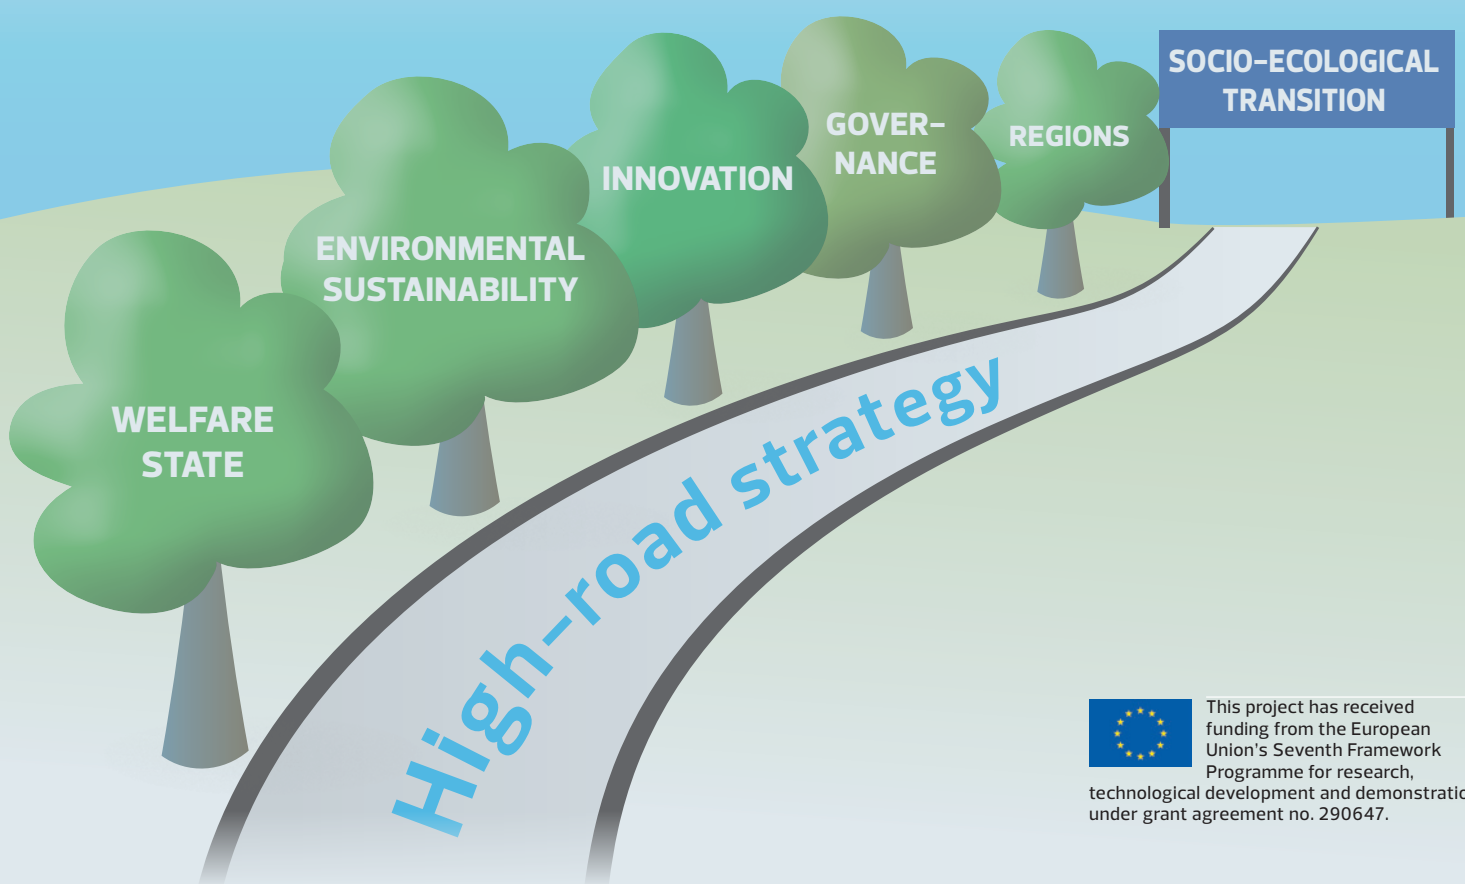 WELFARE
STATE
ENVIRONMENTAL
SUSTAINABILITY
INNOVATION
GOVER-
NANCE
REGIONS
SOCIO-ECOLOGICAL
TRANSITION
High-road strategy
This project has received
funding from the European
Union's Seventh Framework
Programme for research,
technological development and demonstratio
under grant agreement no. 290647.